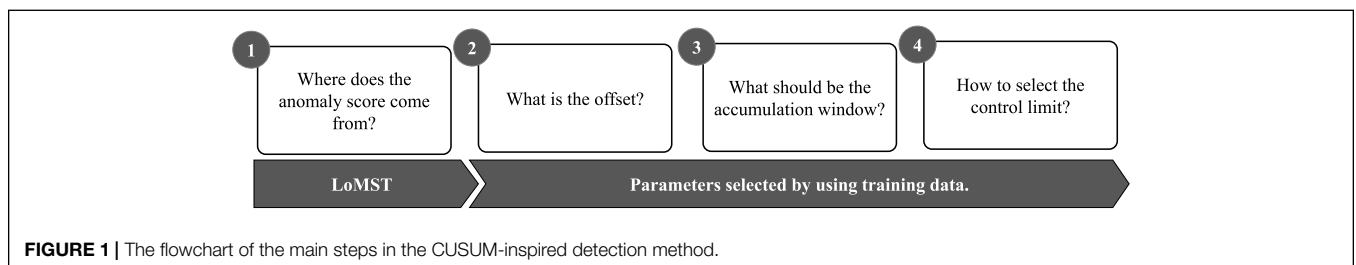 1
Where does the
anomaly score come
from?
2
What is the offset?
3
What should be the
accumulation window?
4
How to select the
control limit?
LoMST
Parameters selected by using training data.
FIGURE 1 | The flowchart of the main steps in the CUSUM-inspired detection method.